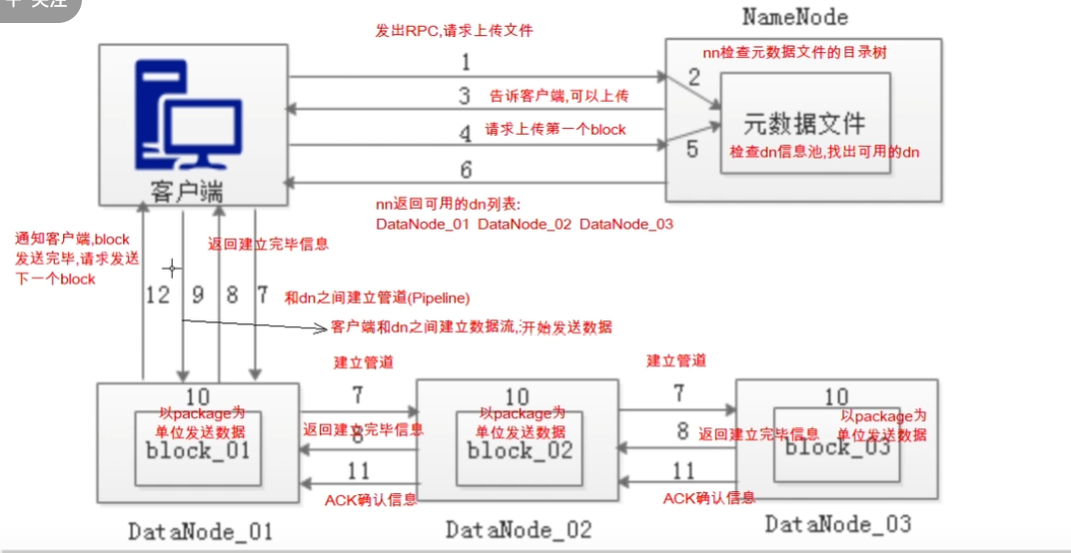 关注
NameNode
发出RPC,请求上传文件
nn检查元数据文件的目录树
1
2
3 告诉客户端,可以上传
元数据文件
4 请求上传第一个block
5
检查dn信息池,找出可用的dn
6
客户端
nn返回可用的dn列表:
DataNode_01 DataNode_02 DataNode_03
通知客户端,block
发送完毕,请求发送
下一个block
返回建立完毕信息
12 9 8 7
和dn之间建立管道(Pipeline)
客户端和dn之间建立数据流,开始发送数据
建立管道
建立管道
10
以package为
单位发送数据
block_01
7
返回建立完毕信息
8
11
ACK确认信息
10
以package为
单位发送数据
block_02
7
8 返回建立完毕信息
11
ACK确认信息
10
以package为
单位发送数据
block_03
DataNode_01
DataNode_02
DataNode_03